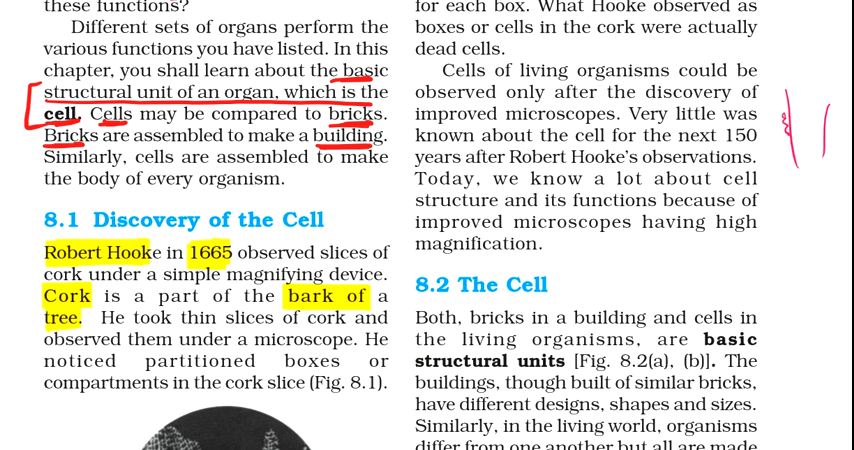 these functions?
Different sets of organs perform the
various functions you have listed. In this
chapter, you shall learn about the basic
structural unit of an organ, which is the
cell. Cells may be compared to bricks.
Bricks are assembled to make a building.
Similarly, cells are assembled to make
the body of every organism.
8.1 Discovery of the Cell
Robert Hooke in 1665 observed slices of
cork under a simple magnifying device.
Cork is a part of the bark of a
tree. He took thin slices of cork and
observed them under a microscope. He
noticed partitioned boxes or
compartments in the cork slice (Fig. 8.1).
for each box. What Hooke observed as
boxes or cells in the cork were actually
dead cells.
Cells of living organisms could be
observed only after the discovery of
improved microscopes. Very little was
known about the cell for the next 150
years after Robert Hooke's observations.
Today, we know a lot about cell
structure and its functions because of
improved microscopes having high
magnification.
8.2 The Cell
Both, bricks in a building and cells in
the living organisms, are basic
structural units [Fig. 8.2(a), (b)]. The
buildings, though built of similar bricks,
have different designs, shapes and sizes.
Similarly, in the living world, organisms
differ from one another but all are made